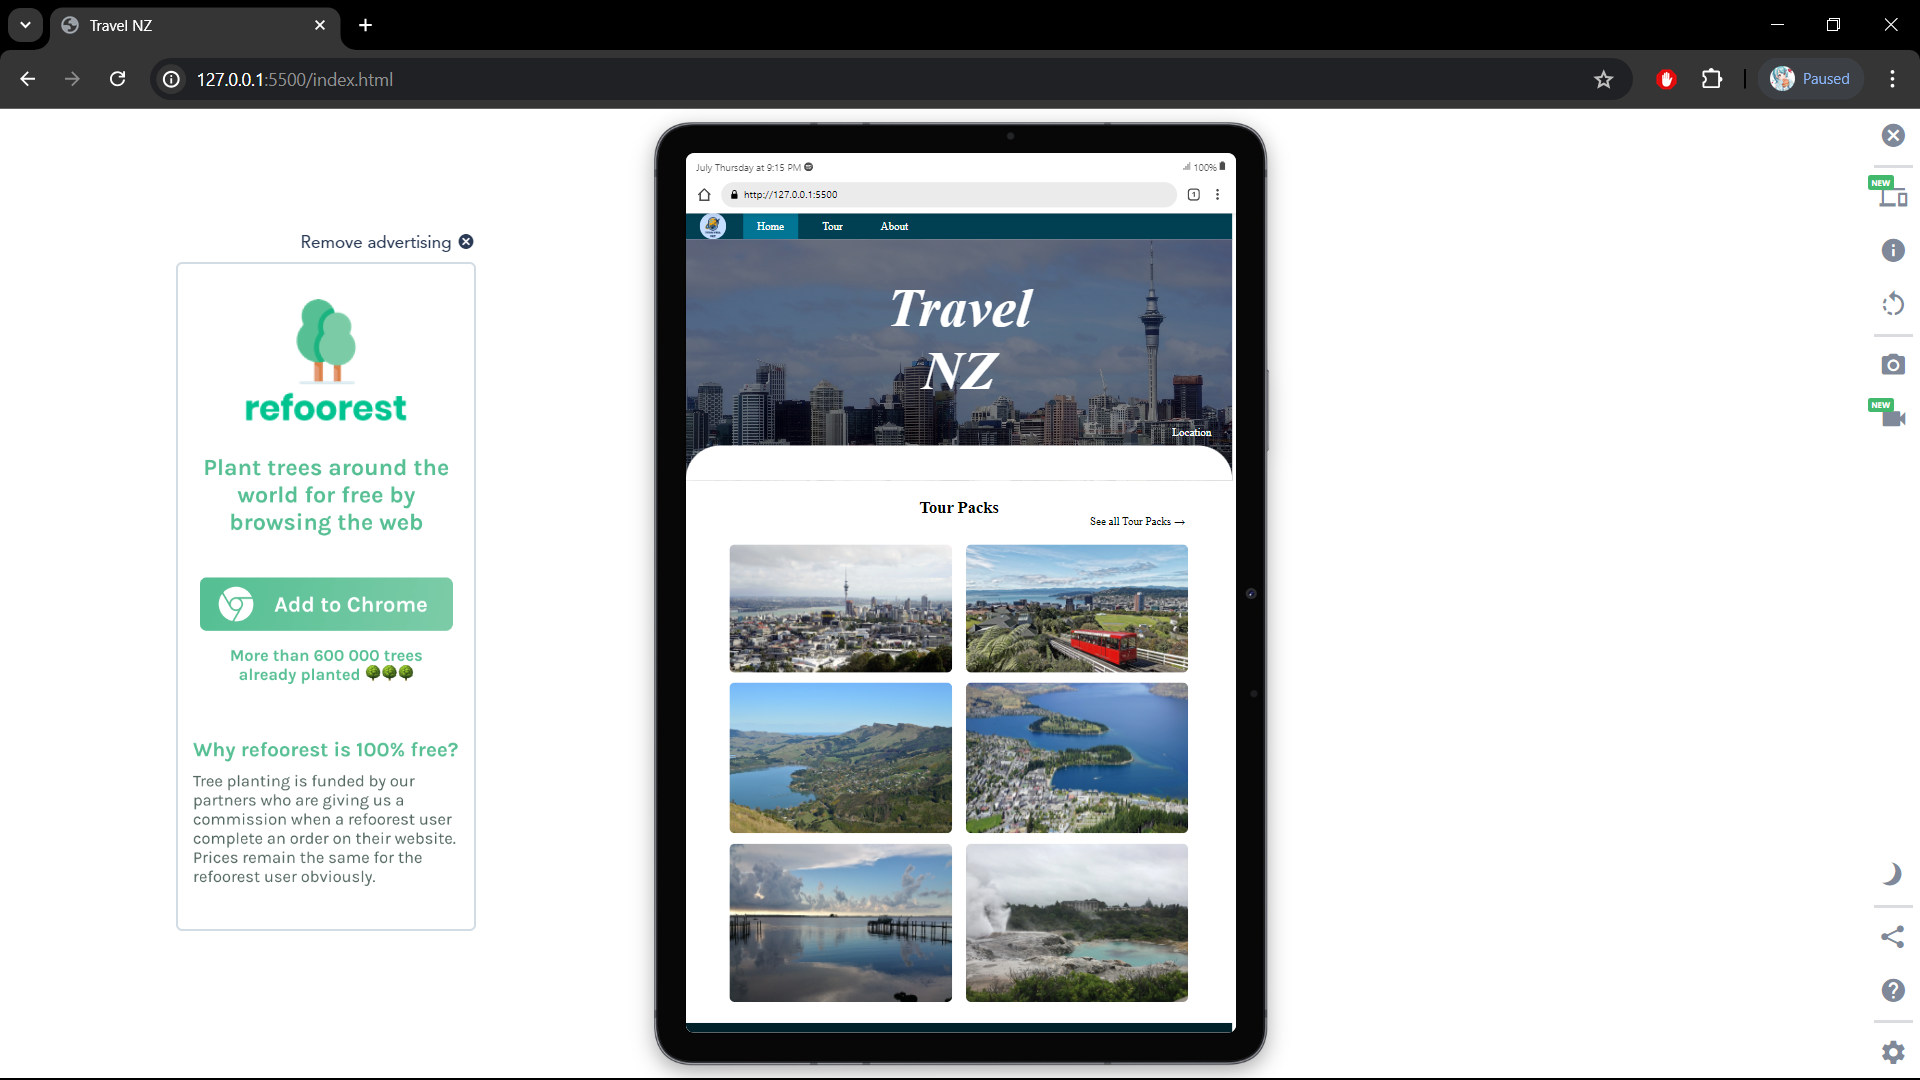 Travel NZ
127.0.0.1:5500/index.html
Paused
Remove advertising
refoorest
Plant trees around the
world for free by
browsing the web
Add to Chrome
More than 600 000 trees
already planted
Why refoorest is 100% free?
Tree planting is funded by our
partners who are giving us a
commission when a refoorest user
complete an order on their website.
Prices remain the same for the
refoorest user obviously.
July Thursday at 9:15 PM
100%
http://127.0.0.1:5500
1
Home
Tour
About
Travel
NZ
Location
Tour Packs
See all Tour Packs →
NEW
NEW